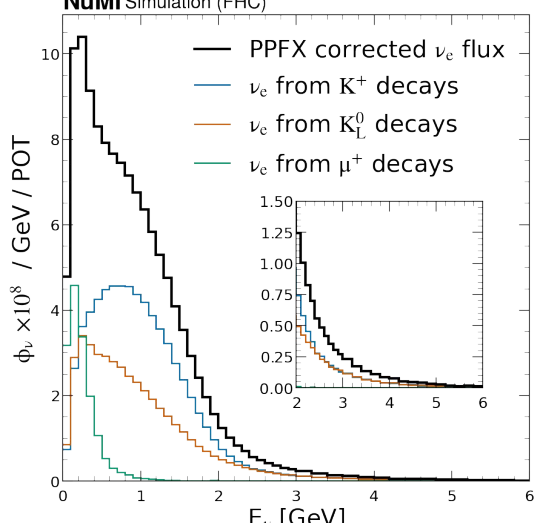 NuMI Simulation (FHC)
PPFX corrected νe flux
νe from K+ decays
νe from K0L decays
νe from μ+ decays
ϕν ×10^8 / GeV / POT
10
8
6
4
2
0
0 1 2 3 4 5 6
1.50
1.25
1.00
0.75
0.50
0.25
0.00
2 3 4 5 6
Eν [GeV]